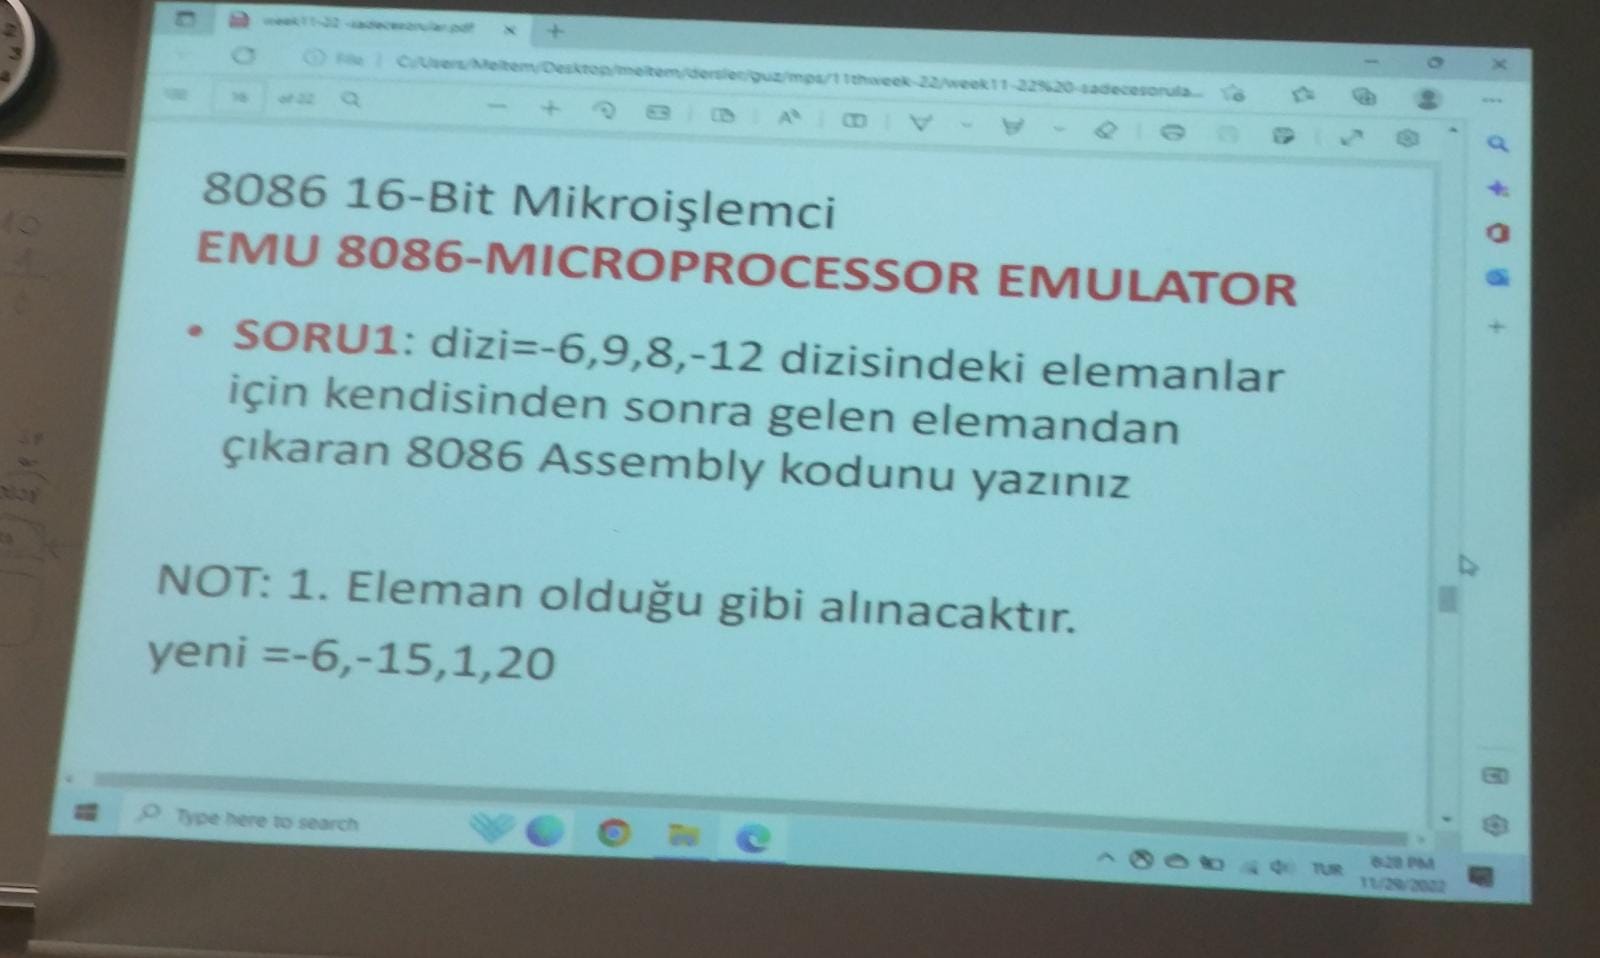 week11-22 -sadecesorular.pdf
File C:/Users/Meltem/Desktop/meltem/dersler/guz/mps/11thweek-22/week11-22%20-sadecesorula...
16 of 22
8086 16-Bit Mikroişlemci
EMU 8086-MICROPROCESSOR EMULATOR
• SORU1: dizi=-6,9,8,-12 dizisindeki elemanlar
için kendisinden sonra gelen elemandan
çıkaran 8086 Assembly kodunu yazınız
NOT: 1. Eleman olduğu gibi alınacaktır.
yeni =-6,-15,1,20
Type here to search
TUR
6:28 PM
11/29/2022